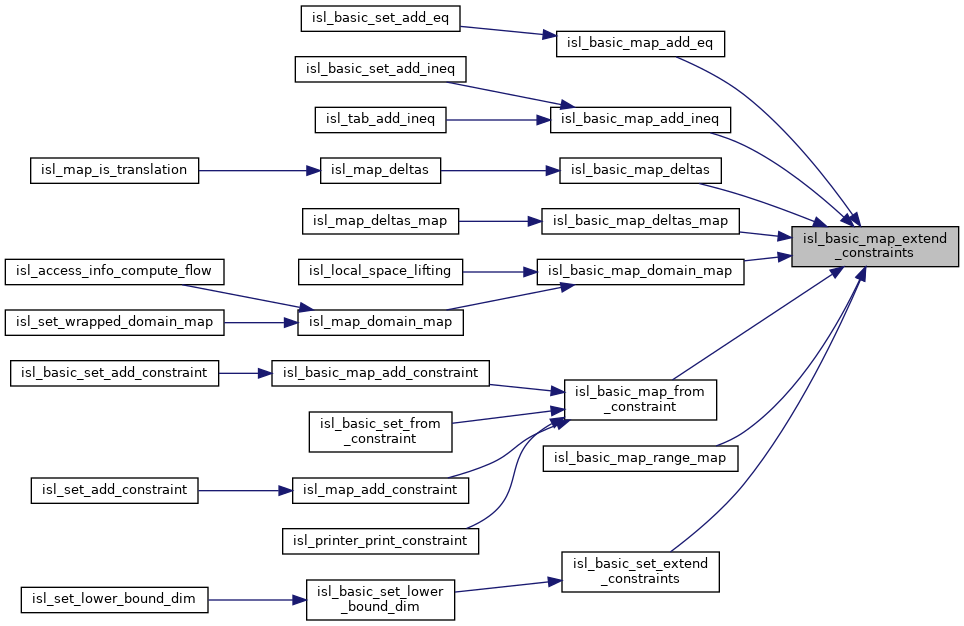 isl_basic_set_add_eq
isl_basic_map_add_eq
isl_basic_set_add_ineq
isl_tab_add_ineq
isl_basic_map_add_ineq
isl_map_is_translation
isl_map_deltas
isl_basic_map_deltas
isl_map_deltas_map
isl_basic_map_deltas_map
isl_basic_map_extend
_constraints
isl_access_info_compute_flow
isl_local_space_lifting
isl_basic_map_domain_map
isl_set_wrapped_domain_map
isl_map_domain_map
isl_basic_set_add_constraint
isl_basic_map_add_constraint
isl_basic_map_from
_constraint
isl_basic_set_from
_constraint
isl_basic_map_range_map
isl_set_add_constraint
isl_map_add_constraint
isl_printer_print_constraint
isl_basic_set_extend
_constraints
isl_set_lower_bound_dim
isl_basic_set_lower
_bound_dim